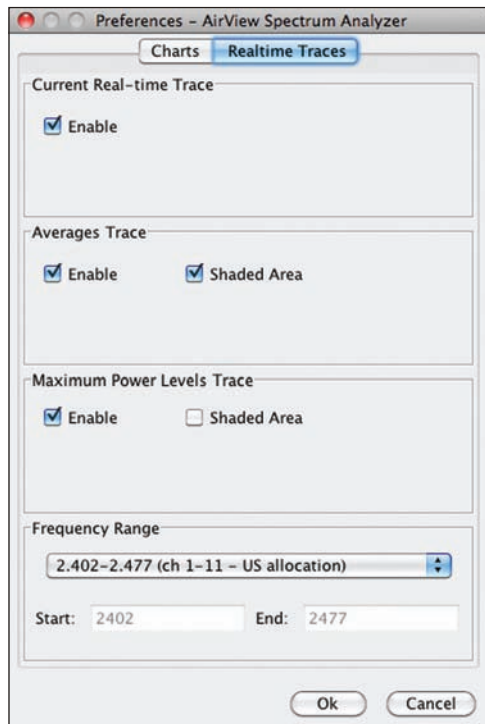 Preferences – AirView Spectrum Analyzer
Charts Realtime Traces
Current Real-time Trace
Enable
Averages Trace
Enable Shaded Area
Maximum Power Levels Trace
Enable Shaded Area
Frequency Range
2.402-2.477 (ch 1-11 - US allocation)
Start: 2402 End: 2477
Ok Cancel